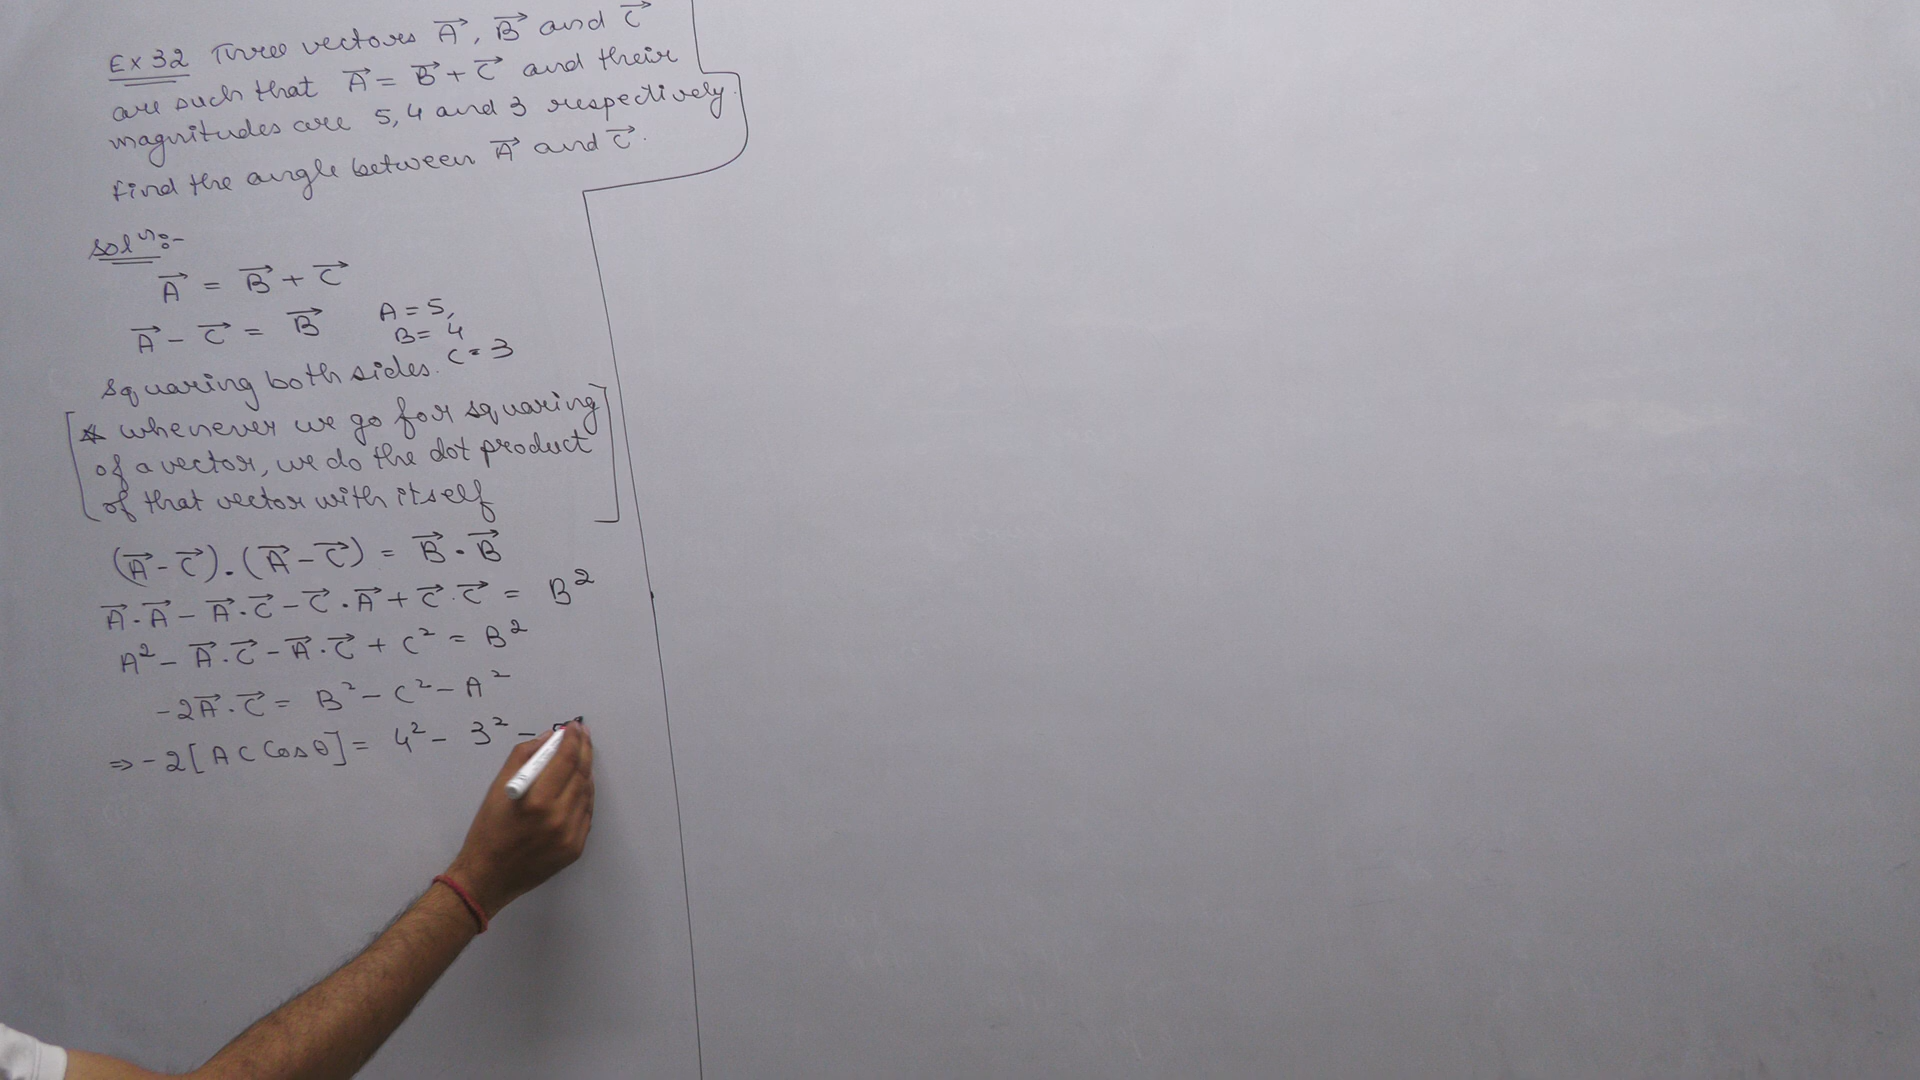 Ex 32 Three vectors A⃗, B⃗ and C⃗
are such that A⃗ = B⃗ + C⃗ and their
magnitudes are 5, 4 and 3 respectively.
Find the angle between A⃗ and C⃗.
Solⁿ:-
A⃗ = B⃗ + C⃗
A⃗ - C⃗ = B⃗
A = 5,
B = 4
C = 3
Squaring both sides.
[* whenever we go for squaring
of a vector, we do the dot product
of that vector with itself]
(A⃗ - C⃗).(A⃗ - C⃗) = B⃗ . B⃗
A⃗.A⃗ - A⃗.C⃗ - C⃗.A⃗ + C⃗.C⃗ = B²
A² - A⃗.C⃗ - A⃗.C⃗ + C² = B²
-2A⃗.C⃗ = B² - C² - A²
⇒ -2[AC Cosθ] = 4² - 3² -